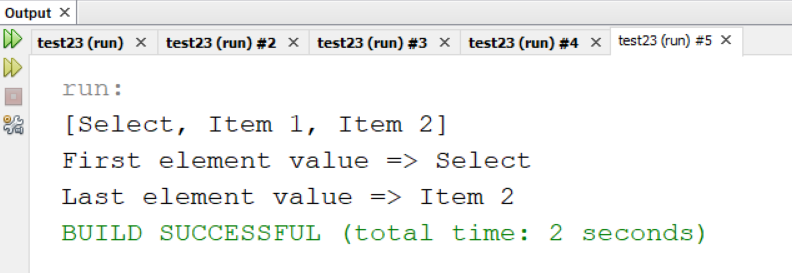 Output ×
test23 (run) × test23 (run) #2 × test23 (run) #3 × test23 (run) #4 × test23 (run) #5 ×
run:
[Select, Item 1, Item 2]
First element value => Select
Last element value => Item 2
BUILD SUCCESSFUL (total time: 2 seconds)